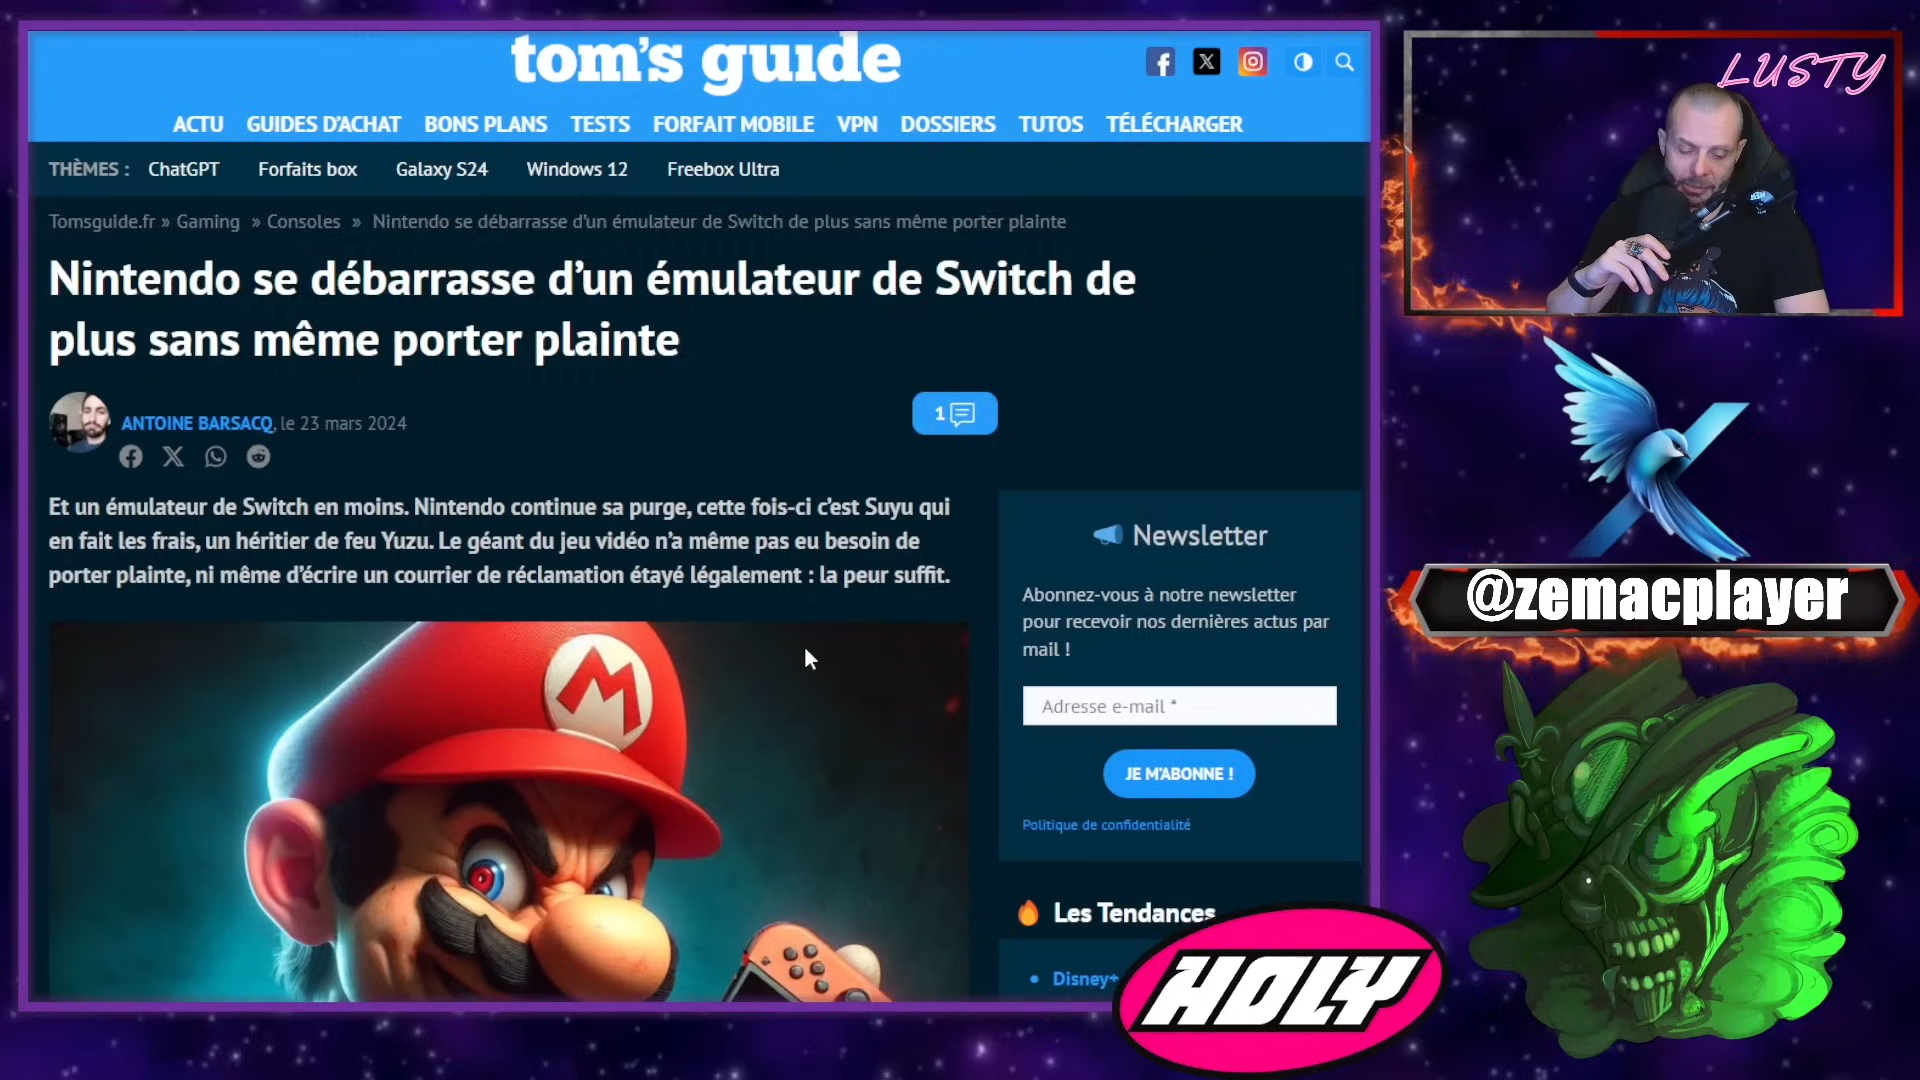 tom's guide
ACTU GUIDES D'ACHAT BONS PLANS TESTS FORFAIT MOBILE VPN DOSSIERS TUTOS TÉLÉCHARGER
THÈMES : ChatGPT Forfaits box Galaxy S24 Windows 12 Freebox Ultra
Tomsguide.fr » Gaming » Consoles » Nintendo se débarrasse d'un émulateur de Switch de plus sans même porter plainte
Nintendo se débarrasse d'un émulateur de Switch de
plus sans même porter plainte
ANTOINE BARSACQ, le 23 mars 2024
1
Et un émulateur de Switch en moins. Nintendo continue sa purge, cette fois-ci c'est Suyu qui
en fait les frais, un héritier de feu Yuzu. Le géant du jeu vidéo n'a même pas eu besoin de
porter plainte, ni même d'écrire un courrier de réclamation étayé légalement : la peur suffit.
M
Newsletter
Abonnez-vous à notre newsletter
pour recevoir nos dernières actus par
mail !
Adresse e-mail *
JE M'ABONNE !
Politique de confidentialité
Les Tendances
Disney+
HOLY
LUSTY
@zemacplayer